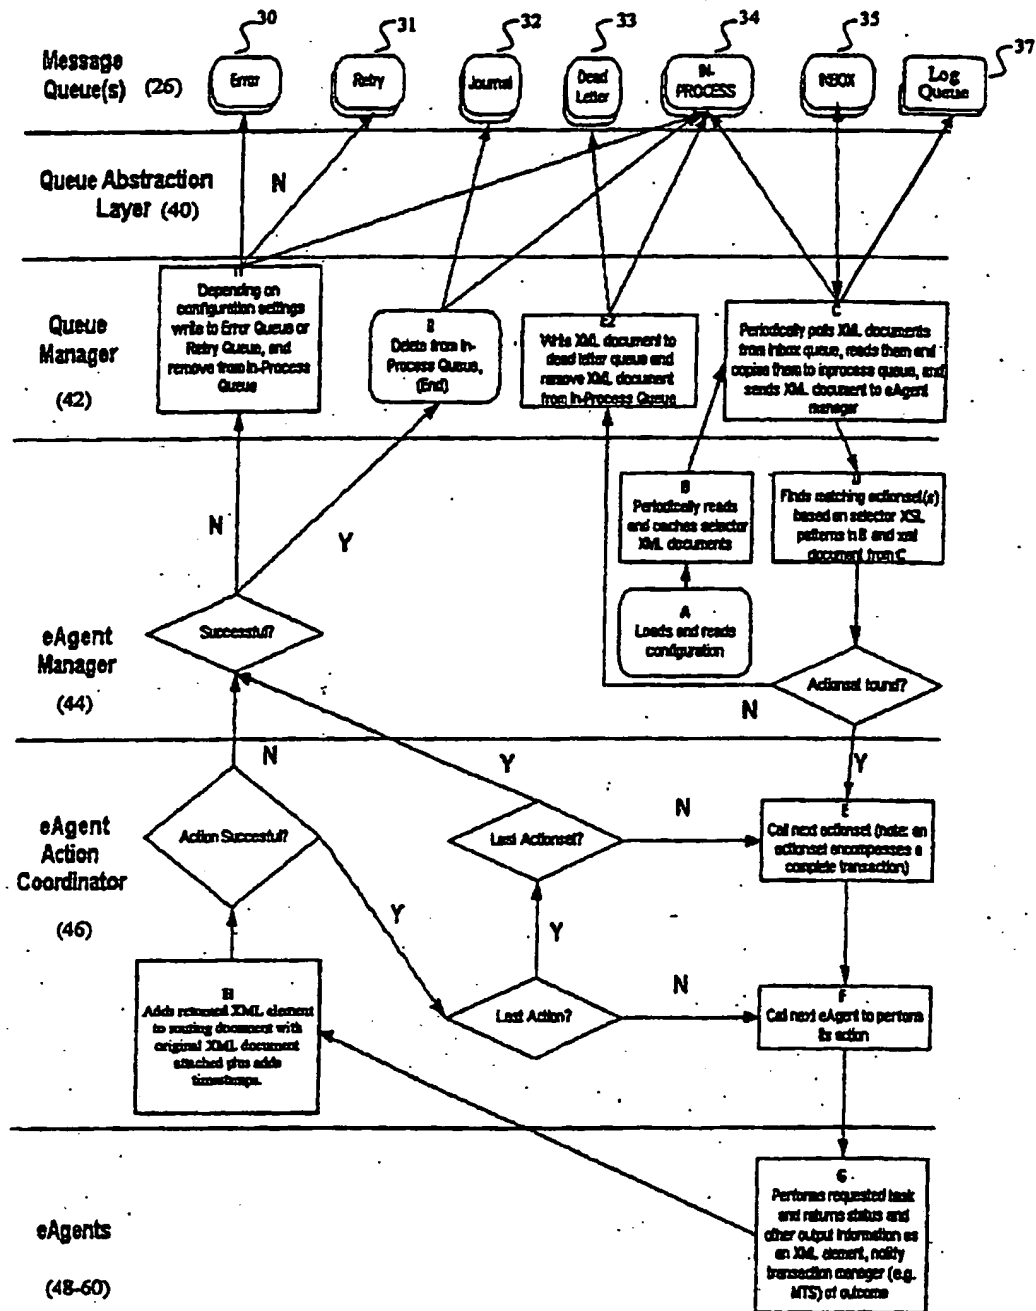 30
31
32
33
34
35
37
Message
Queue(s) (26)
Error
Retry
Journal
Dead
Letter
IN-
PROCESS
INBOX
Log
Queue
Queue Abstraction
Layer (40)
N
Queue
Manager
(42)
Depending on
configuration settings
write to Error Queue or
Retry Queue, and
remove from In-Process
Queue
Delete from In-
Process Queue,
(End)
E2
Write XML document to
dead letter queue and
remove XML document
from In-Process Queue
C
Periodically polls XML documents
from inbox queue, reads them and
copies them to inprocess queue, and
sends XML document to eAgent
manager
N
Y
B
Periodically reads
and caches selector
XML documents
Finds matching actionset(s)
based on selector XSL
patterns in B and xml
document from C
A
Loads and reads
configuration
eAgent
Manager
(44)
Successful?
Actionset found?
N
N
Y
Y
eAgent
Action
Coordinator
(46)
Action Succesful?
Last Actionset?
N
E
Call next actionset (note: an
actionset encompasses a
complete transaction)
Y
Y
H
Adds returned XML element
to routing document with
original XML document
attached plus adds
timestamps.
Last Action?
N
F
Call next eAgent to perform
its action
eAgents
(48-60)
G
Performs requested task
and returns status and
other output information as
an XML element, notify
transaction manager (e.g.
MTS) of outcome